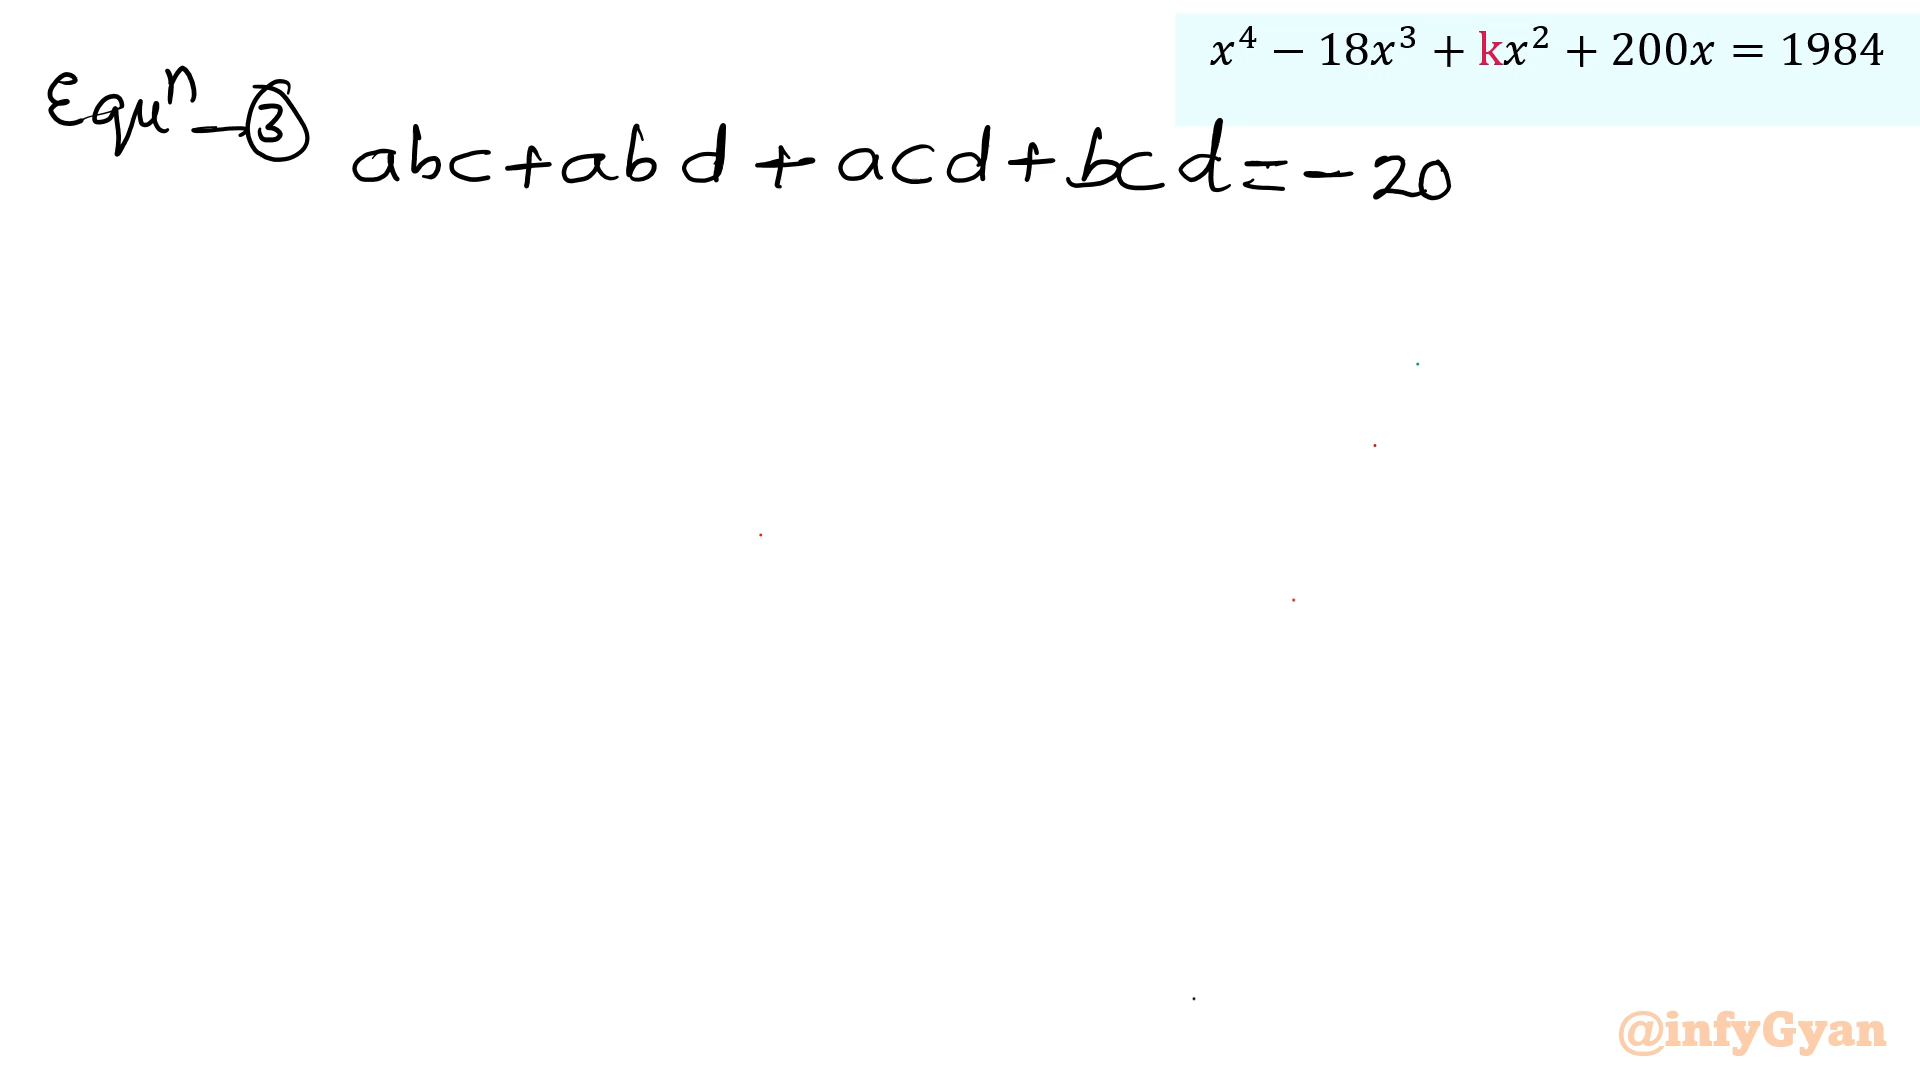 x⁴ − 18x³ + kx² + 200x = 1984
Equⁿ - ③ abc + abd + acd + bcd = - 20
@infyGyan